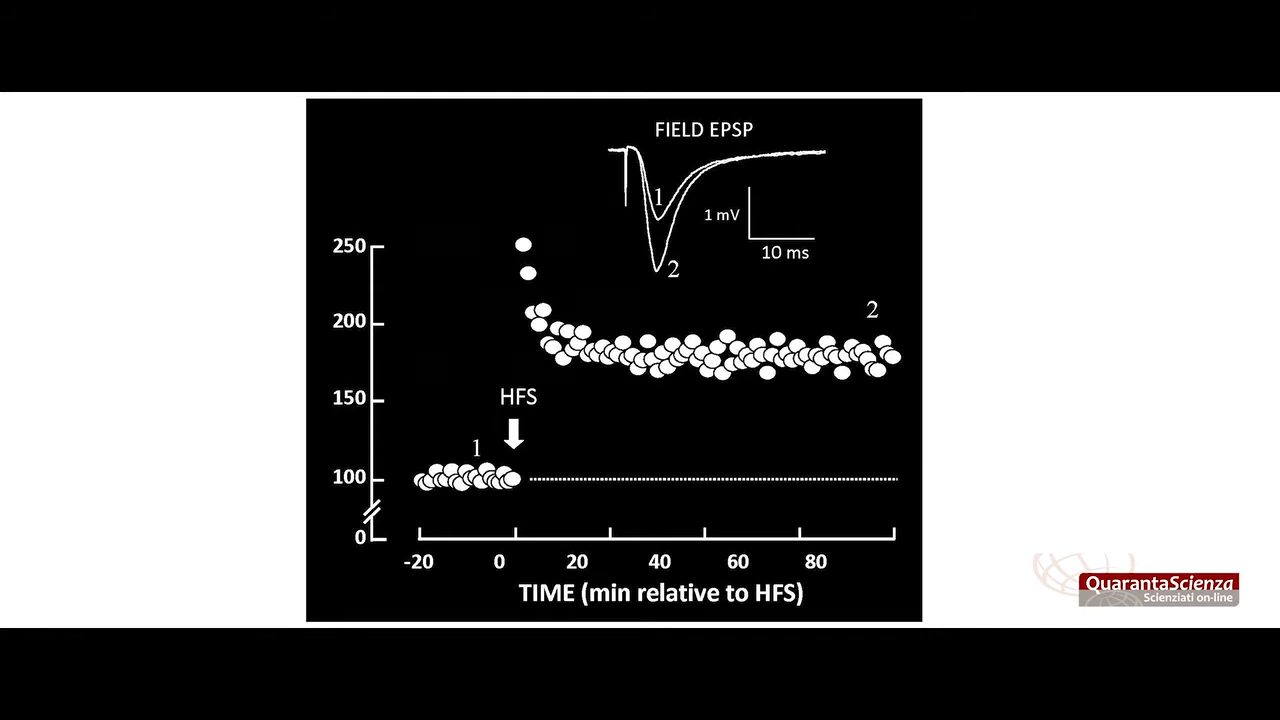 FIELD EPSP
1
1 mV
10 ms
2
250
200
2
150
HFS
1
100
0
-20 0 20 40 60 80
TIME (min relative to HFS)
QuarantaScienza
Scienziati on-line